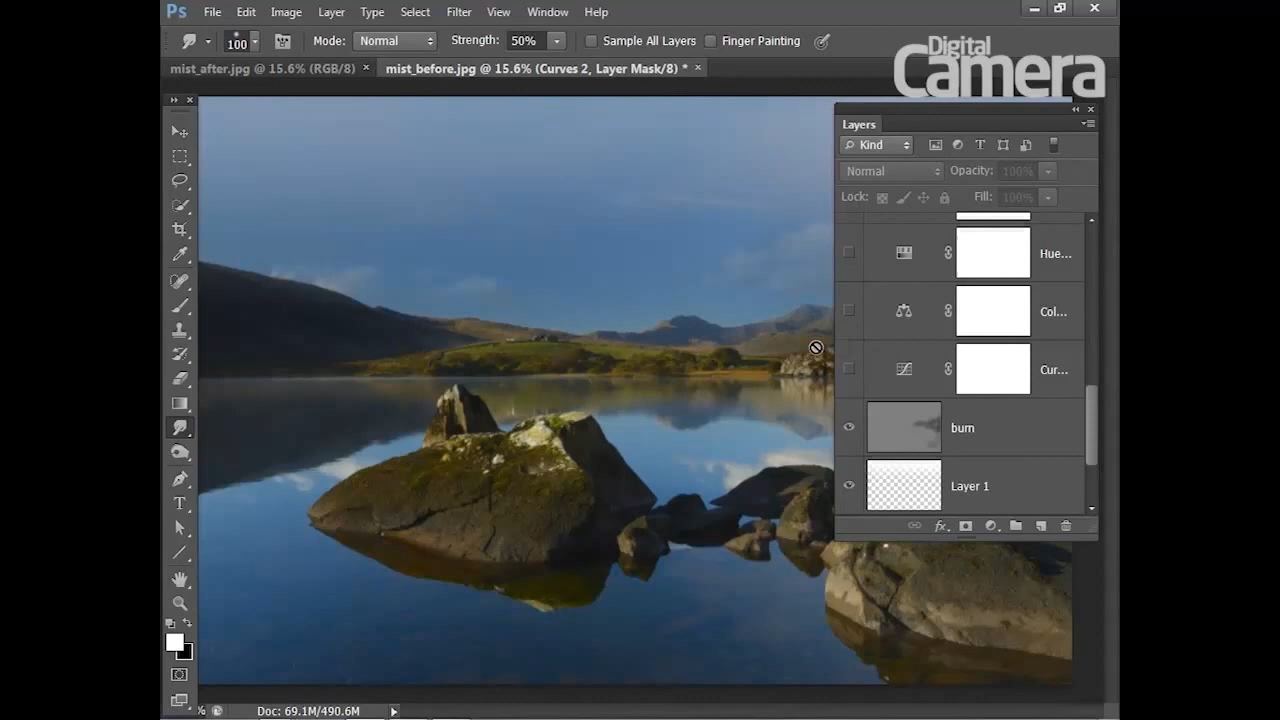 Ps File Edit Image Layer Type Select Filter View Window Help
100 Mode: Normal Strength: 50% Sample All Layers Finger Painting
Digital
Camera
mist_after.jpg @ 15.6% (RGB/8) × mist_before.jpg @ 15.6% (Curves 2, Layer Mask/8) * ×
Layers
Kind T
Normal Opacity: 100%
Lock: Fill: 100%
Hue...
Col...
Cur...
burn
Layer 1
fx
T
% Doc: 69.1M/490.6M